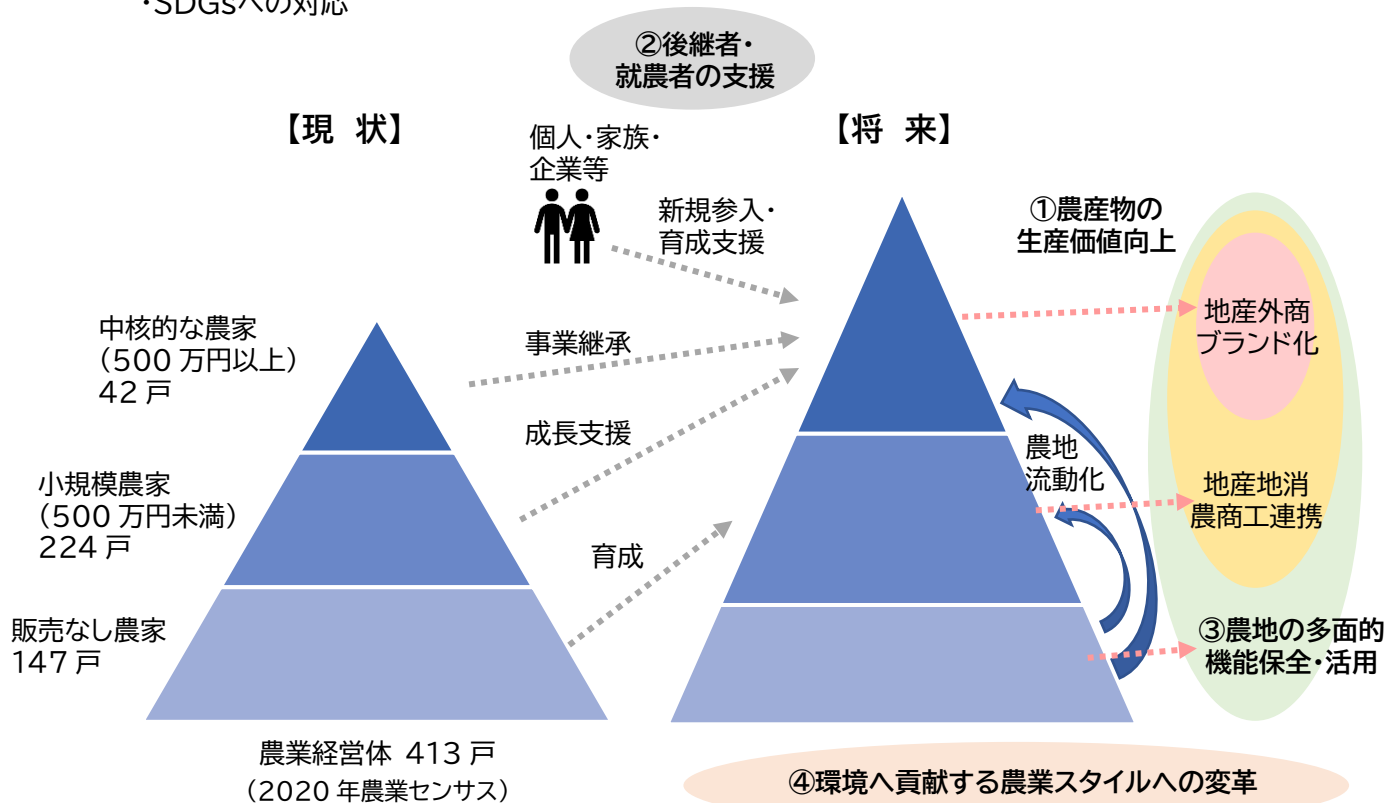 ・SDGsへの対応
②後継者・
就農者の支援
【現 状】
【将 来】
個人・家族・
企業等
新規参入・
育成支援
①農産物の
生産価値向上
中核的な農家
(500 万円以上)
42 戸
事業継承
地産外商
ブランド化
成長支援
農地
流動化
小規模農家
(500 万円未満)
224 戸
地産地消
農商工連携
育成
販売なし農家
147 戸
③農地の多面的
機能保全・活用
農業経営体 413 戸
(2020 年農業センサス)
④環境へ貢献する農業スタイルへの変革